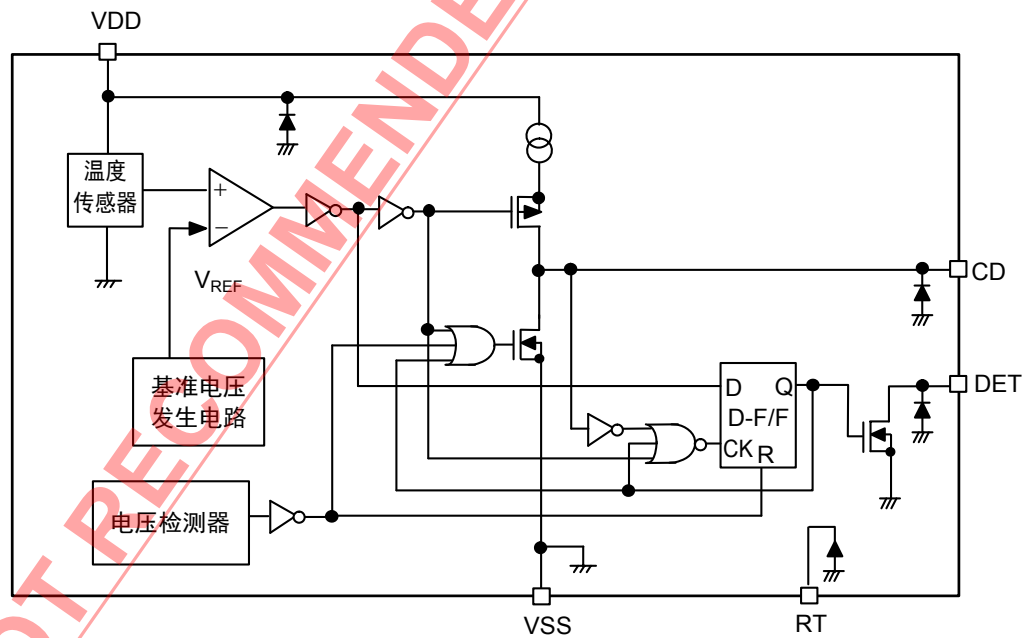 VDD
温度
传感器
+
−
VREF
CD
基准电压
发生电路
DET
D Q
D-F/F
CK R
电压检测器
VSS
RT
NOT RECOMMENDE